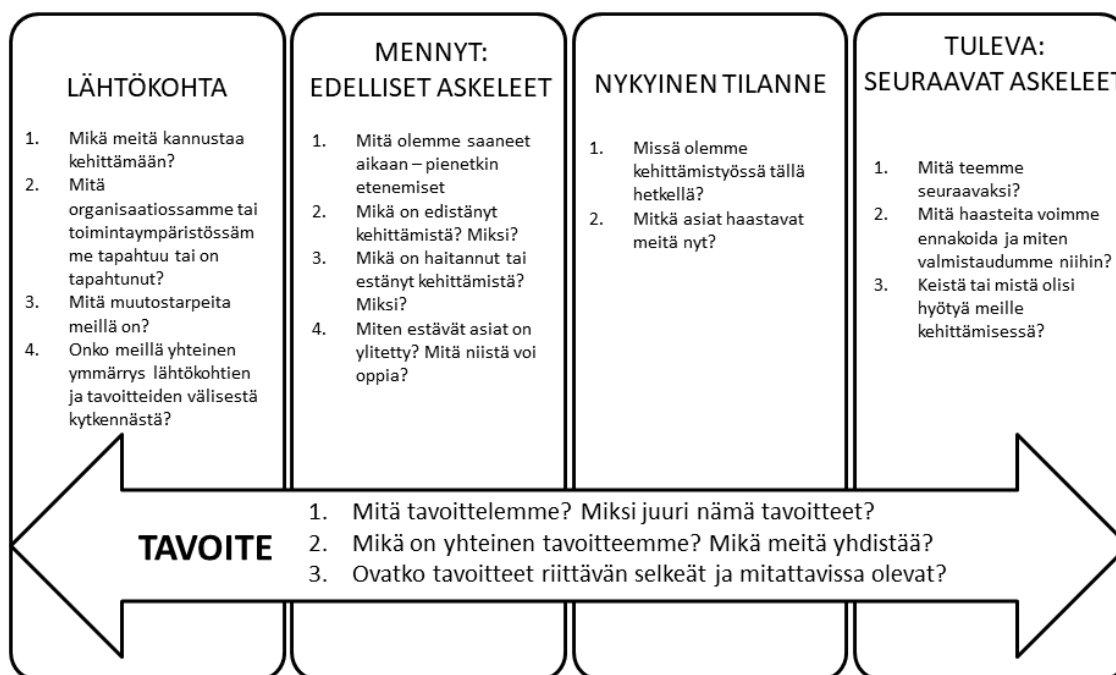 LÄHTÖKOHTA
1. Mikä meitä kannustaa
kehittämään?
2. Mitä
organisaatiossamme tai
toimintaympäristössäm
me tapahtuu tai on
tapahtunut?
3. Mitä muutostarpeita
meillä on?
4. Onko meillä yhteinen
ymmärrys lähtökohtien
ja tavoitteiden välisestä
kytkennästä?
MENNYT:
EDELLISET ASKELEET
1. Mitä olemme saaneet
aikaan – pienetkin
etenemiset
2. Mikä on edistänyt
kehittämistä? Miksi?
3. Mikä on haitannut tai
estänyt kehittämistä?
Miksi?
4. Miten estävät asiat on
ylitetty? Mitä niistä voi
oppia?
NYKYINEN TILANNE
1. Missä olemme
kehittämistyössä tällä
hetkellä?
2. Mitkä asiat haastavat
meitä nyt?
TULEVA:
SEURAAVAT ASKELEET
1. Mitä teemme
seuraavaksi?
2. Mitä haasteita voimme
ennakoida ja miten
valmistaudumme niihin?
3. Keistä tai mistä olisi
hyötyä meille
kehittämisessä?
TAVOITE
1. Mitä tavoittelemme? Miksi juuri nämä tavoitteet?
2. Mikä on yhteinen tavoitteemme? Mikä meitä yhdistää?
3. Ovatko tavoitteet riittävän selkeät ja mitattavissa olevat?